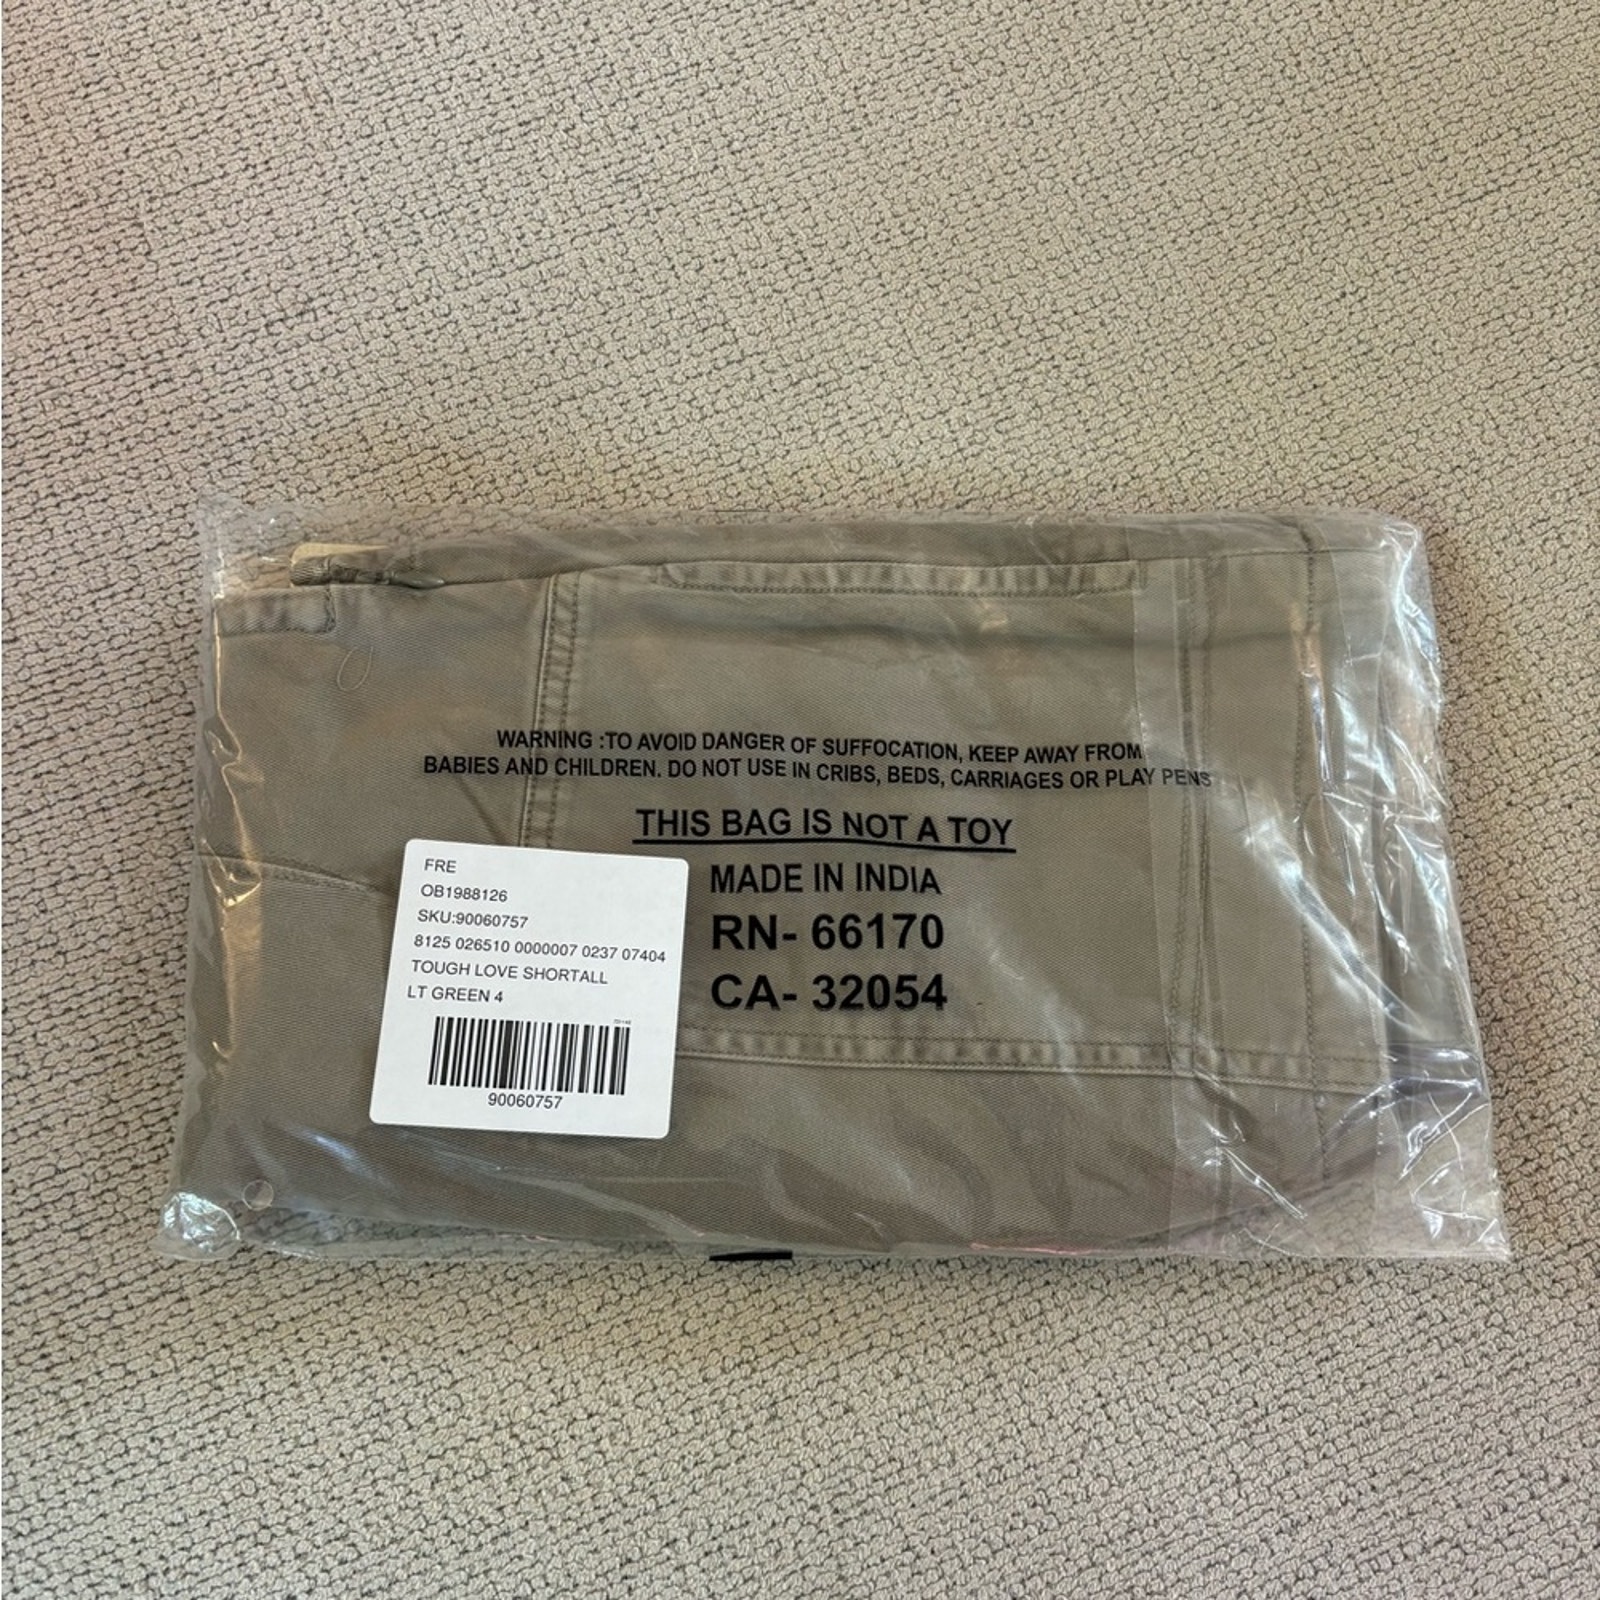 WARNING :TO AVOID DANGER OF SUFFOCATION, KEEP AWAY FROM
BABIES AND CHILDREN. DO NOT USE IN CRIBS, BEDS, CARRIAGES OR PLAY PENS
THIS BAG IS NOT A TOY
MADE IN INDIA
RN- 66170
CA- 32054
FRE
OB1988126
SKU:90060757
8125 026510 0000007 0237 07404
TOUGH LOVE SHORTALL
LT GREEN 4
90060757